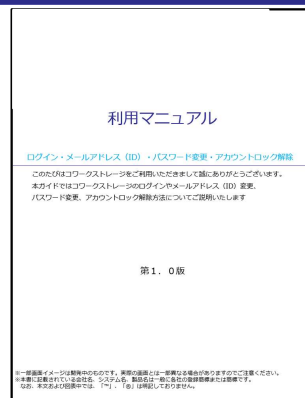 利用マニュアル
ログイン・メールアドレス（ID）・パスワード変更・アカウントロック解除
このたびはコワークストレージをご利用いただきまして誠にありがとうございます。
本ガイドではコワークストレージのログインやメールアドレス（ID）変更、
パスワード変更、アカウントロック解除方法についてご説明いたします
第１．０版
※一部画面イメージは開発中のものです。実際の画面とは一部異なる場合がありますのでご注意ください。
※本書に記載されている会社名、システム名、製品名は一般に各社の登録商標または商標です。
なお、本文および図表中では、「™」、「®」は明記しておりません。